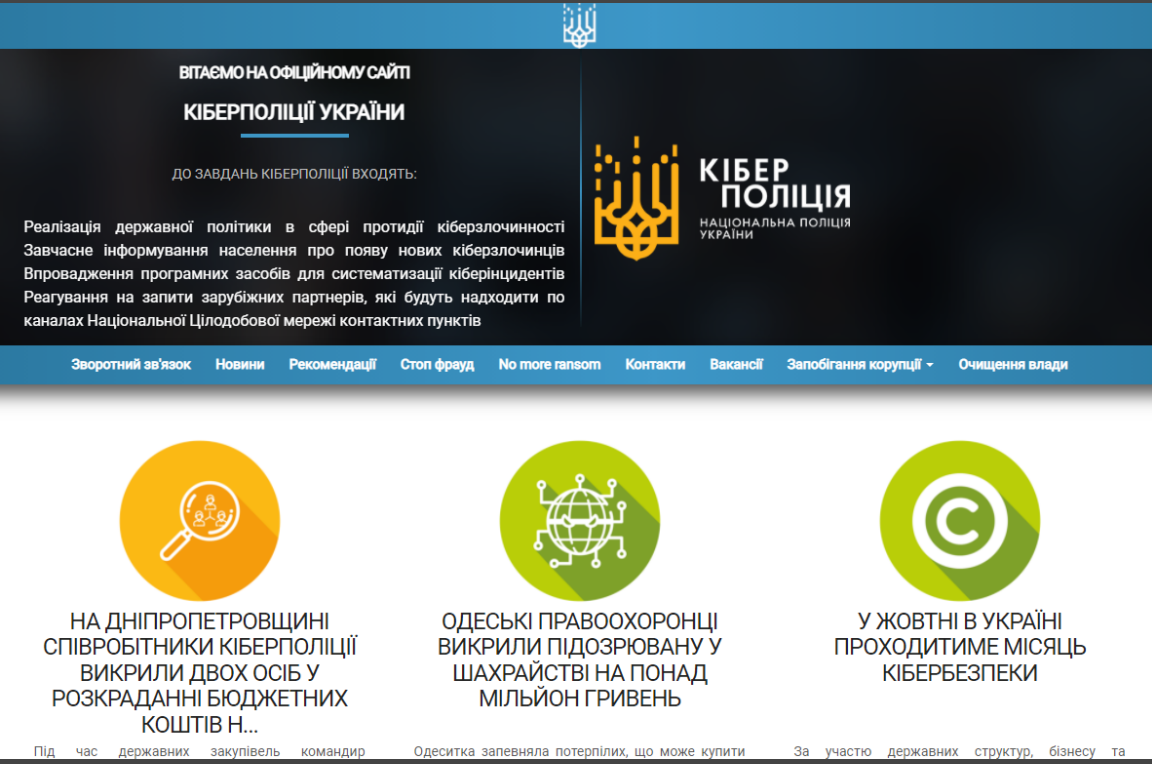 ВІТАЄМО НА ОФІЦІЙНОМУ САЙТІ
КІБЕРПОЛІЦІЇ УКРАЇНИ
ДО ЗАВДАНЬ КІБЕРПОЛІЦІЇ ВХОДЯТЬ:
Реалізація державної політики в сфері протидії кіберзлочинності
Завчасне інформування населення про появу нових кіберзлочинців
Впровадження програмних засобів для систематизації кіберінцидентів
Реагування на запити зарубіжних партнерів, які будуть надходити по
каналах Національної Цілодобової мережі контактних пунктів
КІБЕР
ПОЛІЦІЯ
НАЦІОНАЛЬНА ПОЛІЦІЯ
УКРАЇНИ
Зворотний зв'язок Новини Рекомендації Стоп фрауд No more ransom Контакти Вакансії Запобігання корупції Очищення влади
НА ДНІПРОПЕТРОВЩИНІ
СПІВРОБІТНИКИ КІБЕРПОЛІЦІЇ
ВИКРИЛИ ДВОХ ОСІБ У
РОЗКРАДАННІ БЮДЖЕТНИХ
КОШТІВ Н...
Під час державних закупівель командир
ОДЕСЬКІ ПРАВООХОРОНЦІ
ВИКРИЛИ ПІДОЗРЮВАНУ У
ШАХРАЙСТВІ НА ПОНАД
МІЛЬЙОН ГРИВЕНЬ
Одеситка запевняла потерпілих, що може купити
У ЖОВТНІ В УКРАЇНІ
ПРОХОДИТИМЕ МІСЯЦЬ
КІБЕРБЕЗПЕКИ
За участю державних структур, бізнесу та